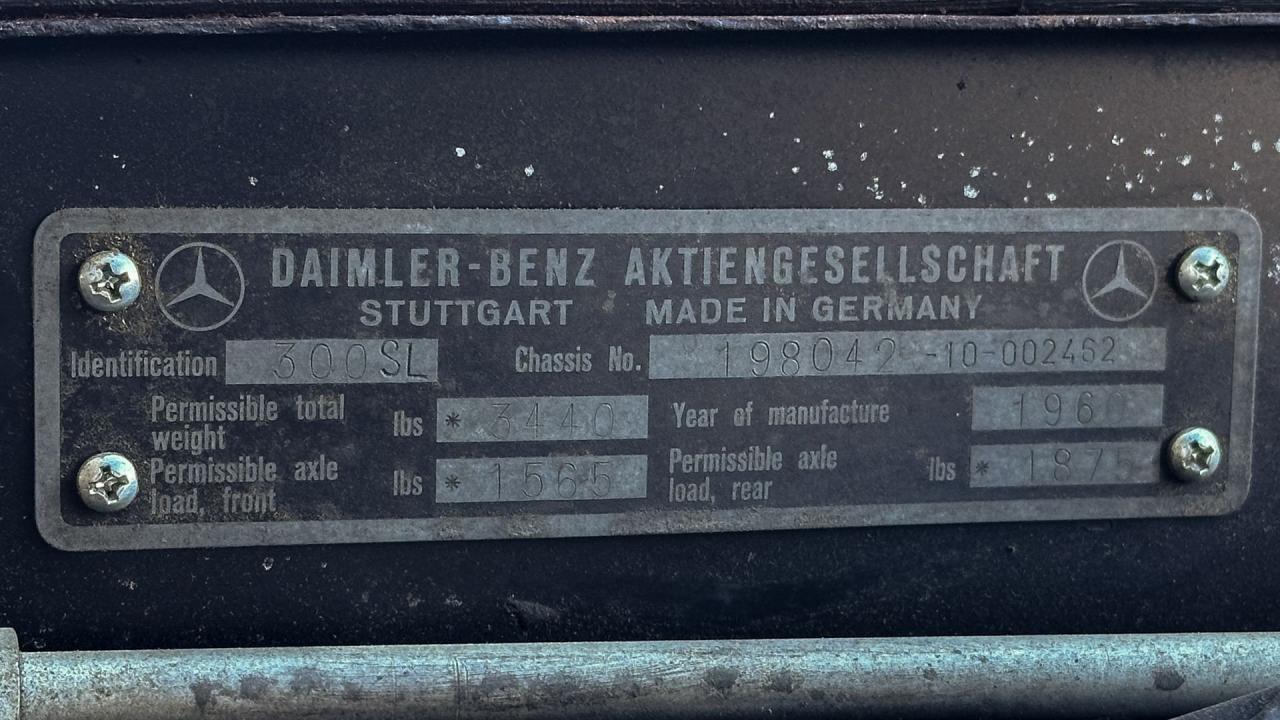 DAIMLER-BENZ AKTIENGESELLSCHAFT
STUTTGART MADE IN GERMANY
Identification 300SL Chassis No. 198042 -10-002462
Permissible total weight lbs * 3440 Year of manufacture 1960
Permissible axle load, front lbs * 1565 Permissible axle load, rear lbs * 1875